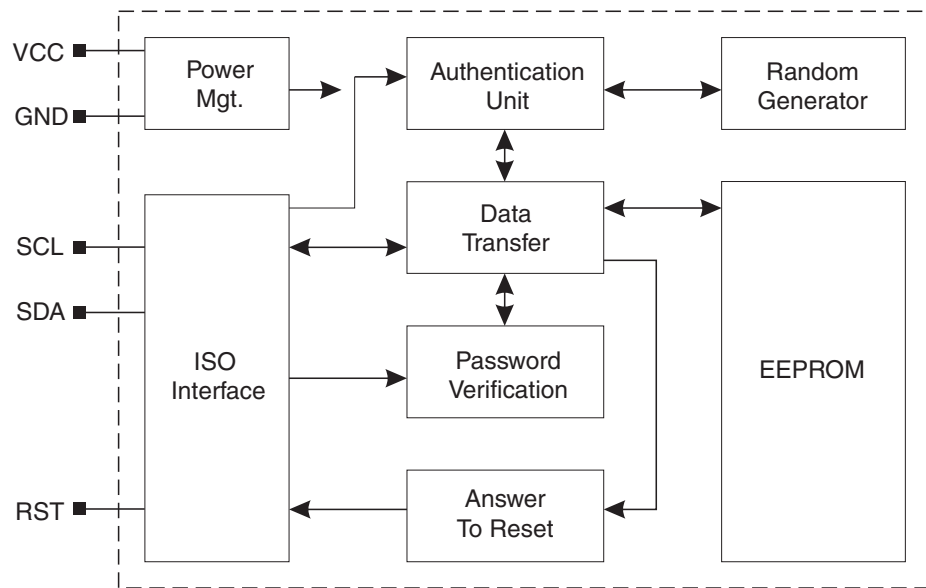 VCC
GND
Power
Mgt.
Authentication
Unit
Random
Generator
SCL
SDA
RST
ISO
Interface
Data
Transfer
Password
Verification
Answer
To Reset
EEPROM